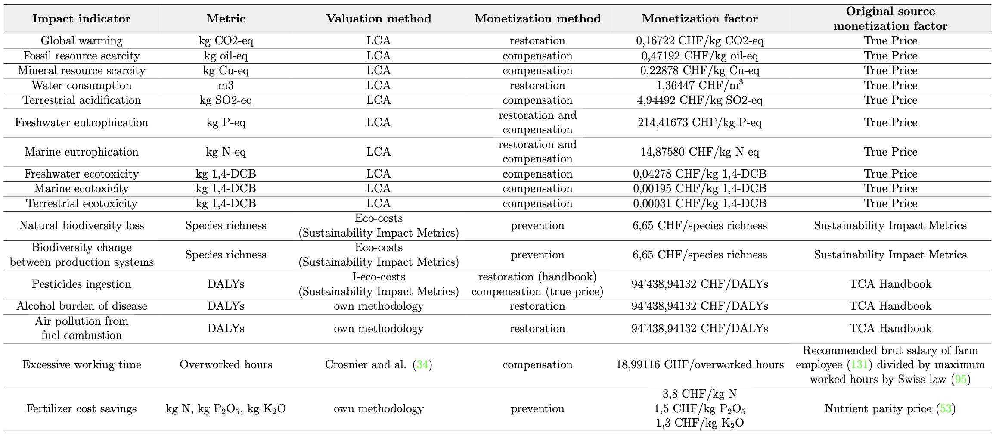 Impact indicator Metric Valuation method Monetization method Monetization factor Original source monetization factor
Global warming kg CO2-eq LCA restoration 0,16722 CHF/kg CO2-eq True Price
Fossil resource scarcity kg oil-eq LCA compensation 0,47192 CHF/kg oil-eq True Price
Mineral resource scarcity kg Cu-eq LCA compensation 0,22878 CHF/kg Cu-eq True Price
Water consumption m3 LCA restoration 1,36447 CHF/m³ True Price
Terrestrial acidification kg SO2-eq LCA compensation 4,94492 CHF/kg SO2-eq True Price
Freshwater eutrophication kg P-eq LCA restoration and compensation 214,41673 CHF/kg P-eq True Price
Marine eutrophication kg N-eq LCA restoration and compensation 14,87580 CHF/kg N-eq True Price
Freshwater ecotoxicity kg 1,4-DCB LCA compensation 0,04278 CHF/kg 1,4-DCB True Price
Marine ecotoxicity kg 1,4-DCB LCA compensation 0,00195 CHF/kg 1,4-DCB True Price
Terrestrial ecotoxicity kg 1,4-DCB LCA compensation 0,00031 CHF/kg 1,4-DCB True Price
Natural biodiversity loss Species richness Eco-costs (Sustainability Impact Metrics) prevention 6,65 CHF/species richness Sustainability Impact Metrics
Biodiversity change between production systems Species richness Eco-costs (Sustainability Impact Metrics) prevention 6,65 CHF/species richness Sustainability Impact Metrics
Pesticides ingestion DALYs I-eco-costs (Sustainability Impact Metrics) restoration (handbook) compensation (true price) 94'438,94132 CHF/DALYs TCA Handbook
Alcohol burden of disease DALYs own methodology restoration 94'438,94132 CHF/DALYs TCA Handbook
Air pollution from fuel combustion DALYs own methodology restoration 94'438,94132 CHF/DALYs TCA Handbook
Excessive working time Overworked hours Crosnier and al. (34) compensation 18,99116 CHF/overworked hours Recommended brut salary of farm employee (131) divided by maximum worked hours by Swiss law (95)
Fertilizer cost savings kg N, kg P₂O₅, kg K₂O own methodology prevention 3,8 CHF/kg N 1,5 CHF/kg P₂O₅ 1,3 CHF/kg K₂O Nutrient parity price (53)